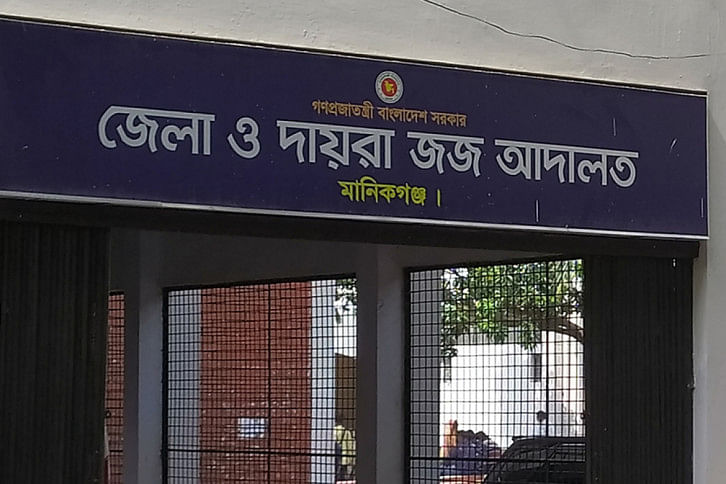 গণপ্রজাতন্ত্রী বাংলাদেশ সরকার
জেলা ও দায়রা জজ আদালত
মানিকগঞ্জ।